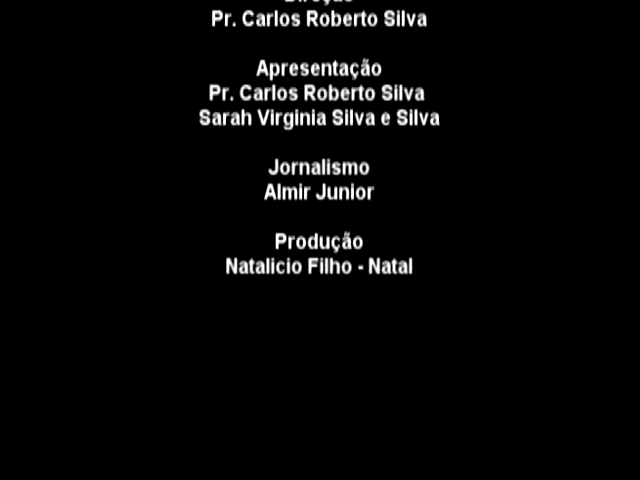 Direção
Pr. Carlos Roberto Silva
Apresentação
Pr. Carlos Roberto Silva
Sarah Virginia Silva e Silva
Jornalismo
Almir Junior
Produção
Natalicio Filho - Natal